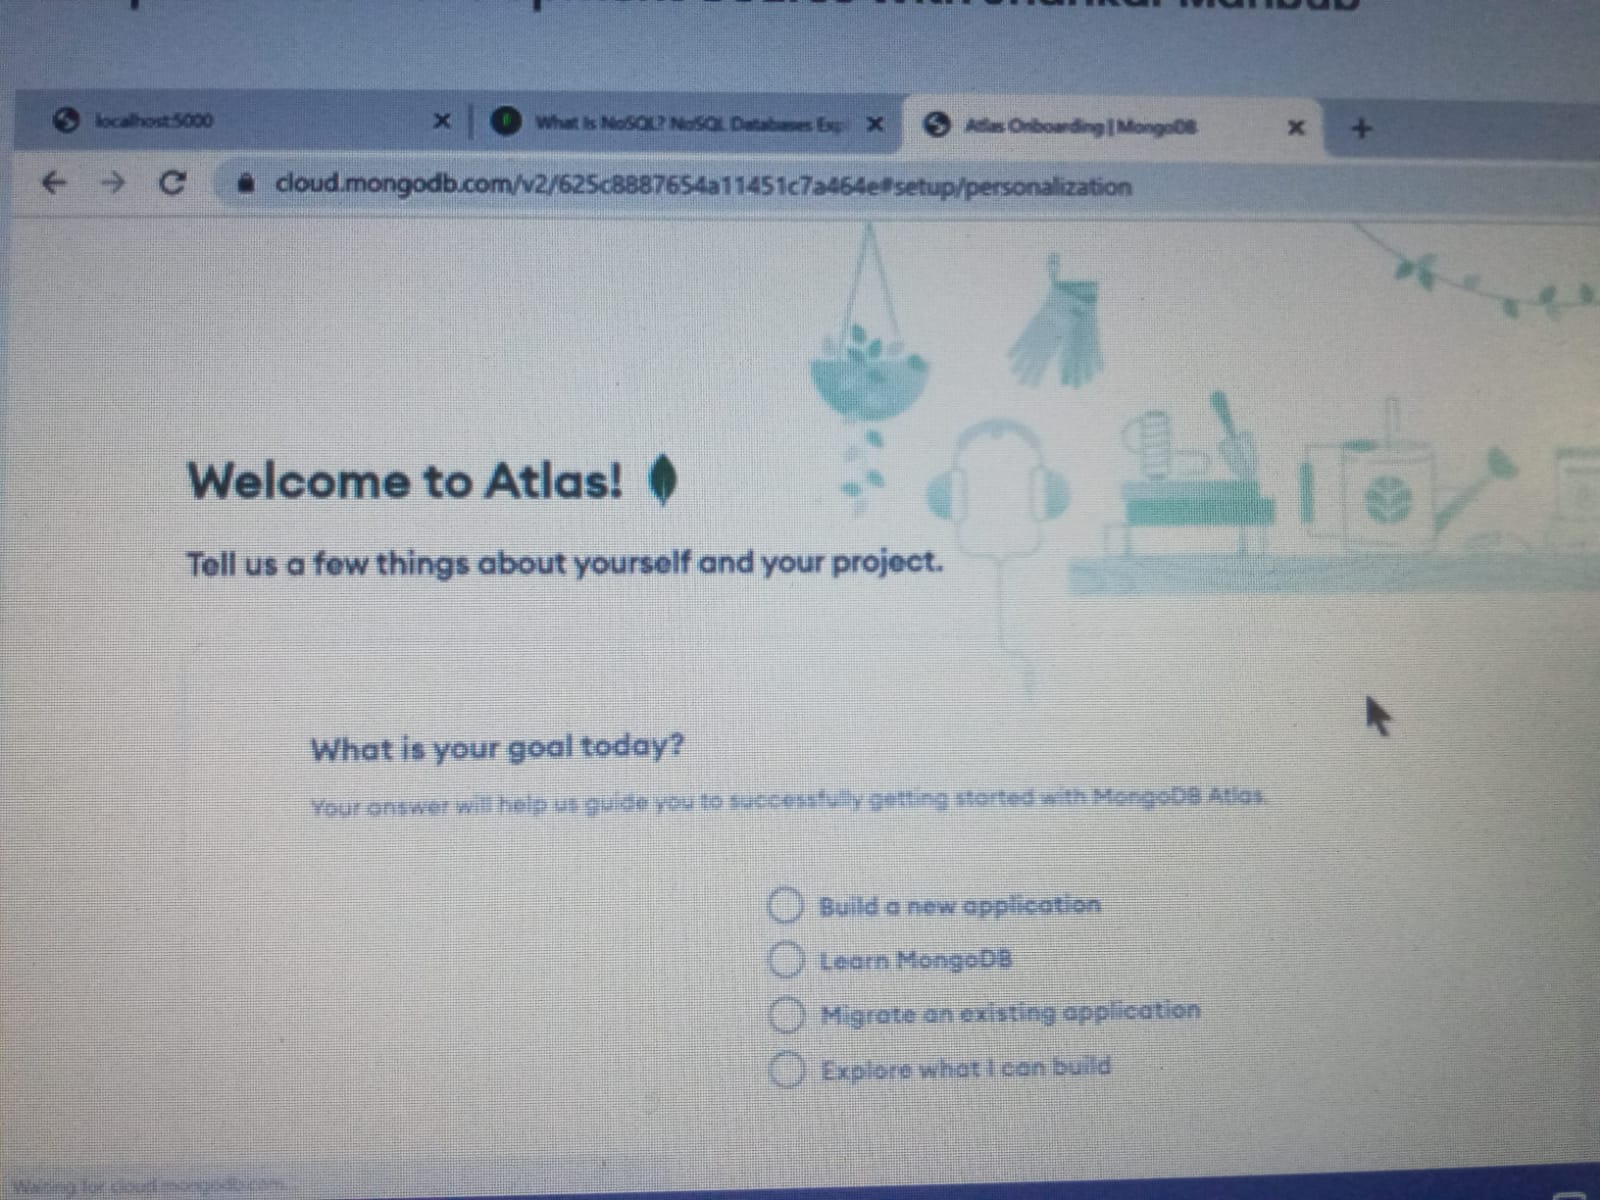 with
localhost:5000
What Is NoSQL? NoSQL Databases Exp
Atlas Onboarding | MongoDB
cloud.mongodb.com/v2/625c8887654a11451c7a464e#setup/personalization
Welcome to Atlas!
Tell us a few things about yourself and your project.
What is your goal today?
Your answer will help us guide you to successfully getting started with MongoDB Atlas.
Build a new application
Learn MongoDB
Migrate an existing application
Explore what I can build
Waiting for cloud.mongodb.com...